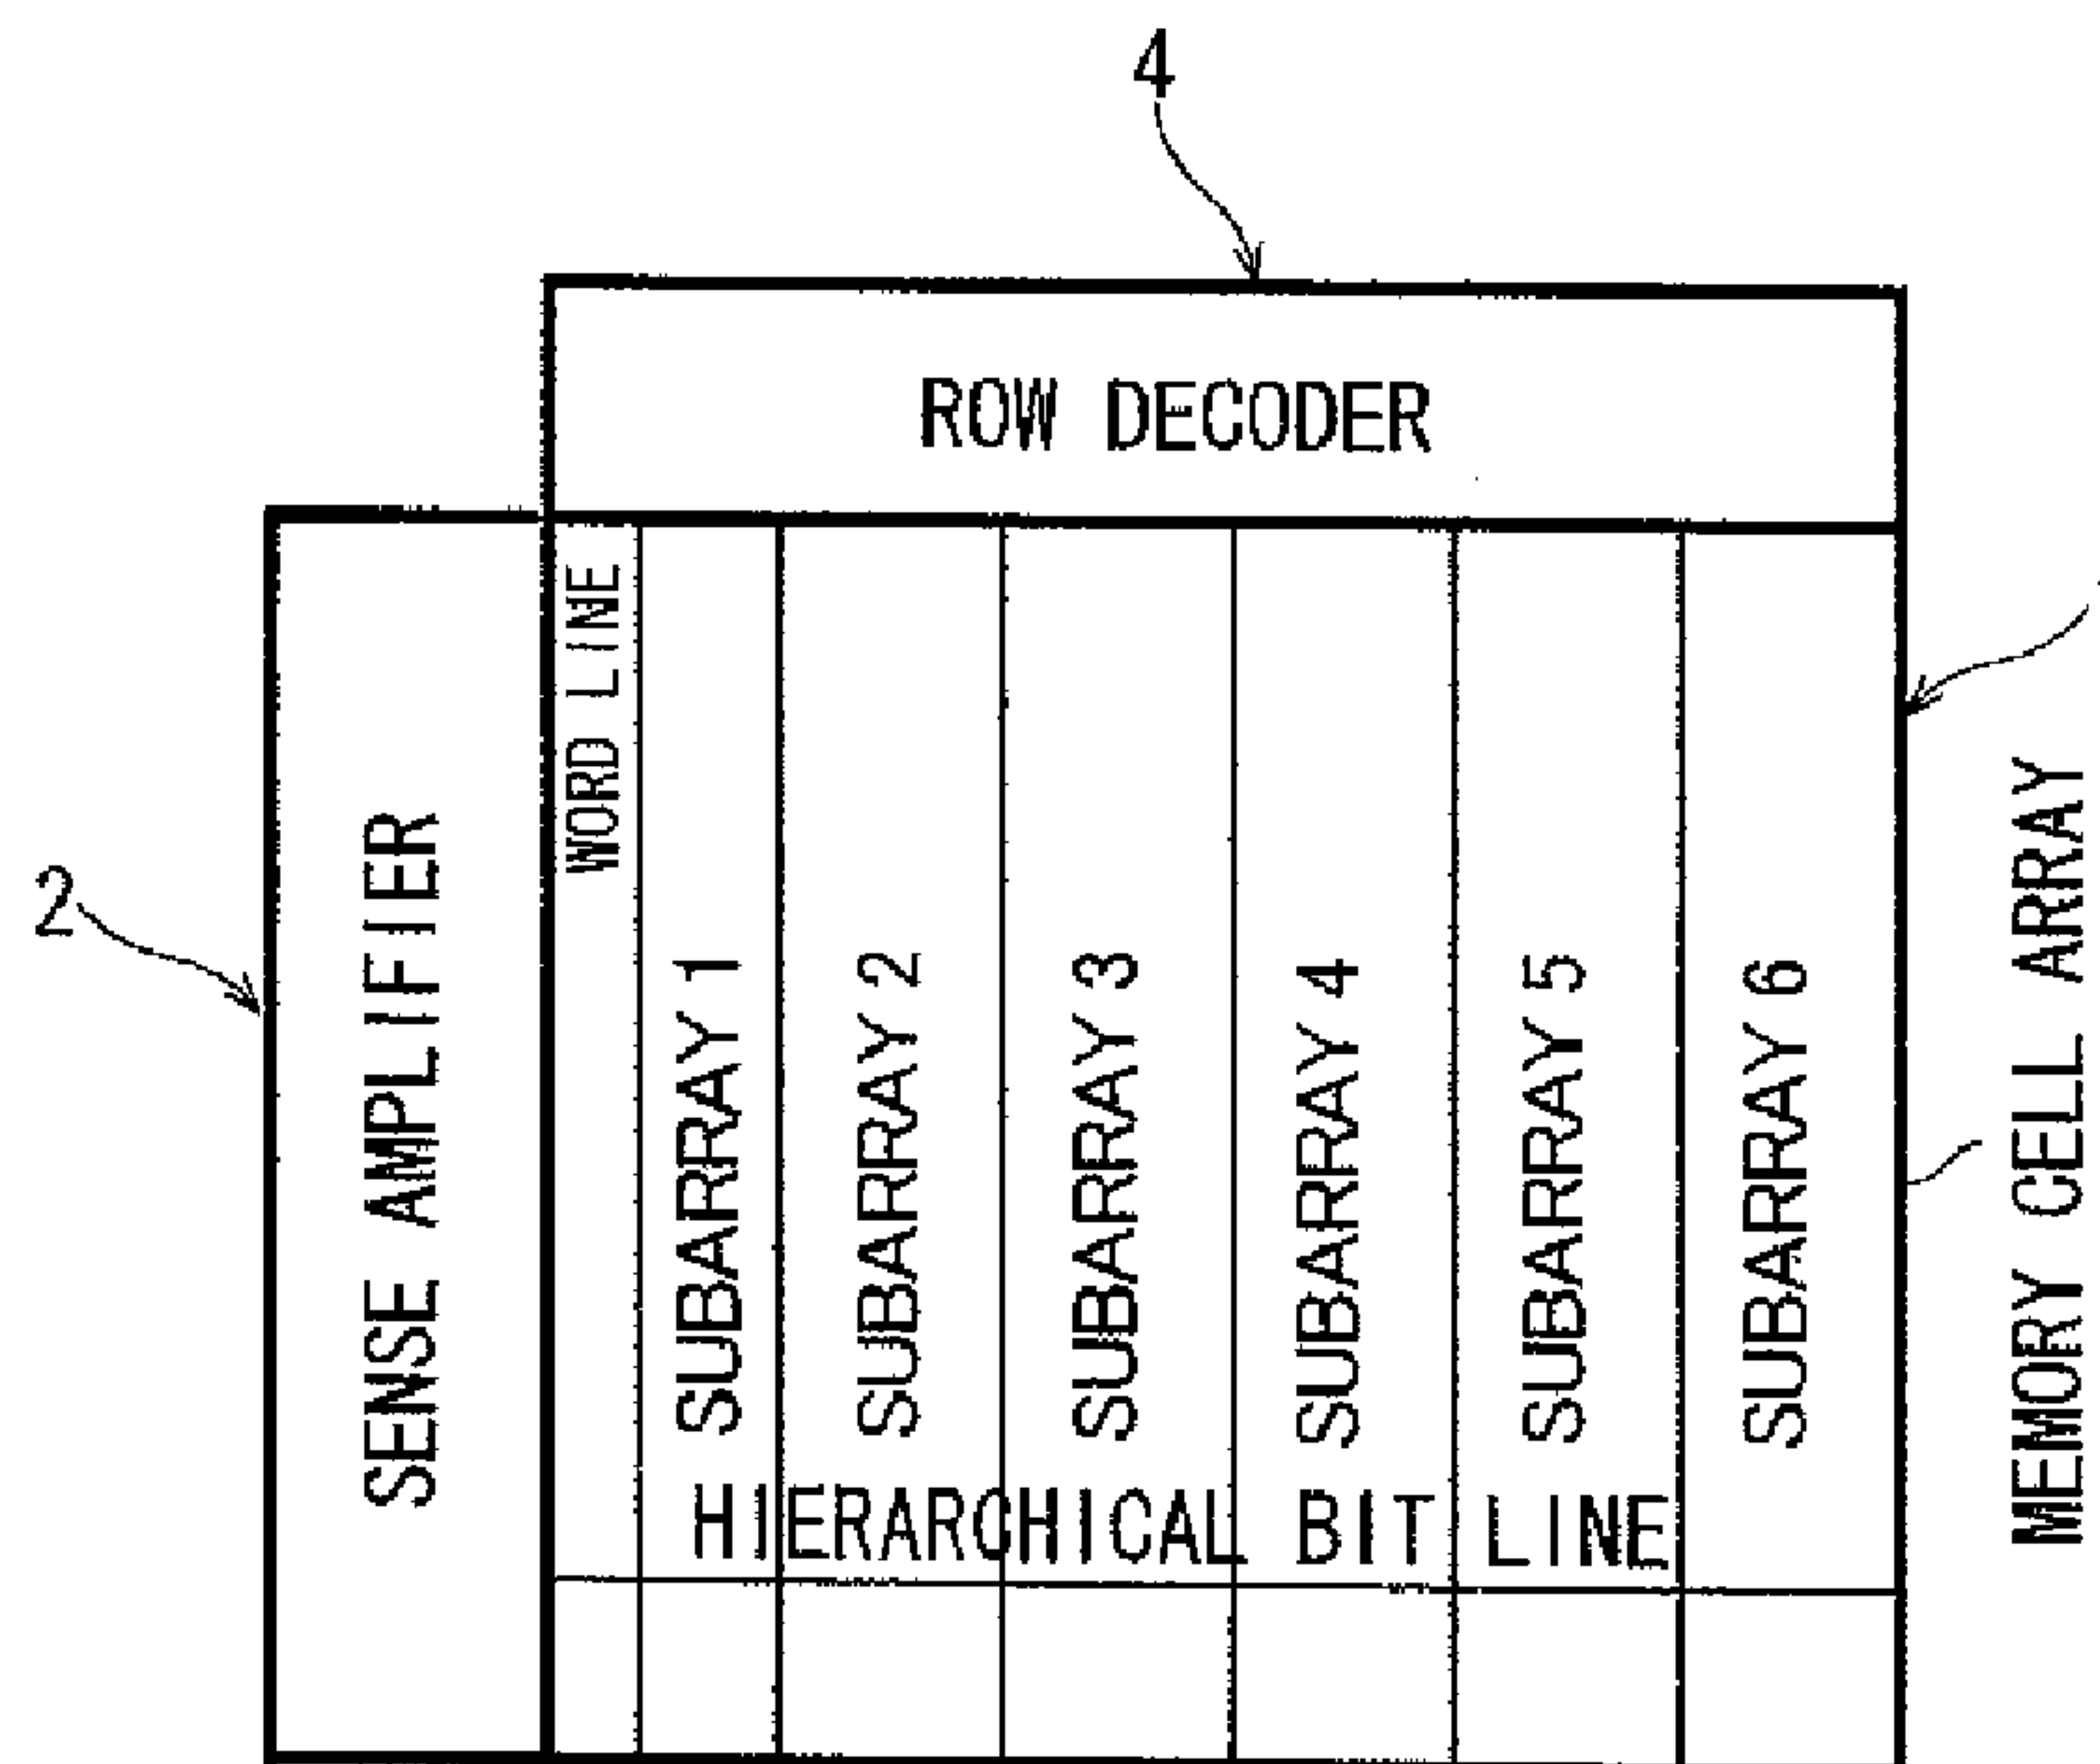 4
ROW DECODER
2
SENSE AMPLIFIER
WORD LINE
SUBARRAY 1
SUBARRAY 2
SUBARRAY 3
SUBARRAY 4
SUBARRAY 5
SUBARRAY 6
HIERARCHICAL BIT LINE
MEMORY CELL ARRAY